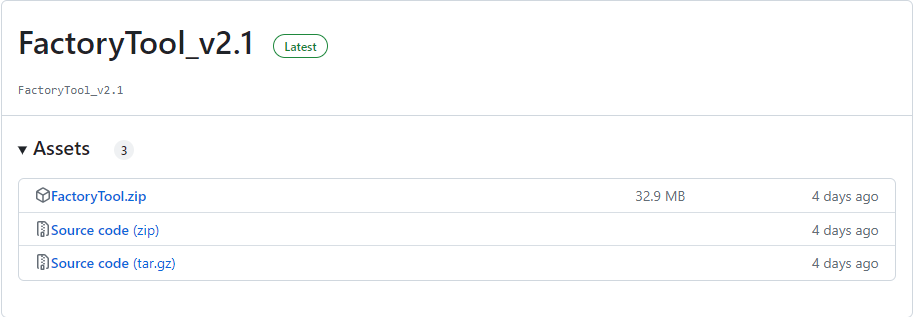 FactoryTool_v2.1 Latest
FactoryTool_v2.1
Assets 3
FactoryTool.zip 32.9 MB 4 days ago
Source code (zip) 4 days ago
Source code (tar.gz) 4 days ago